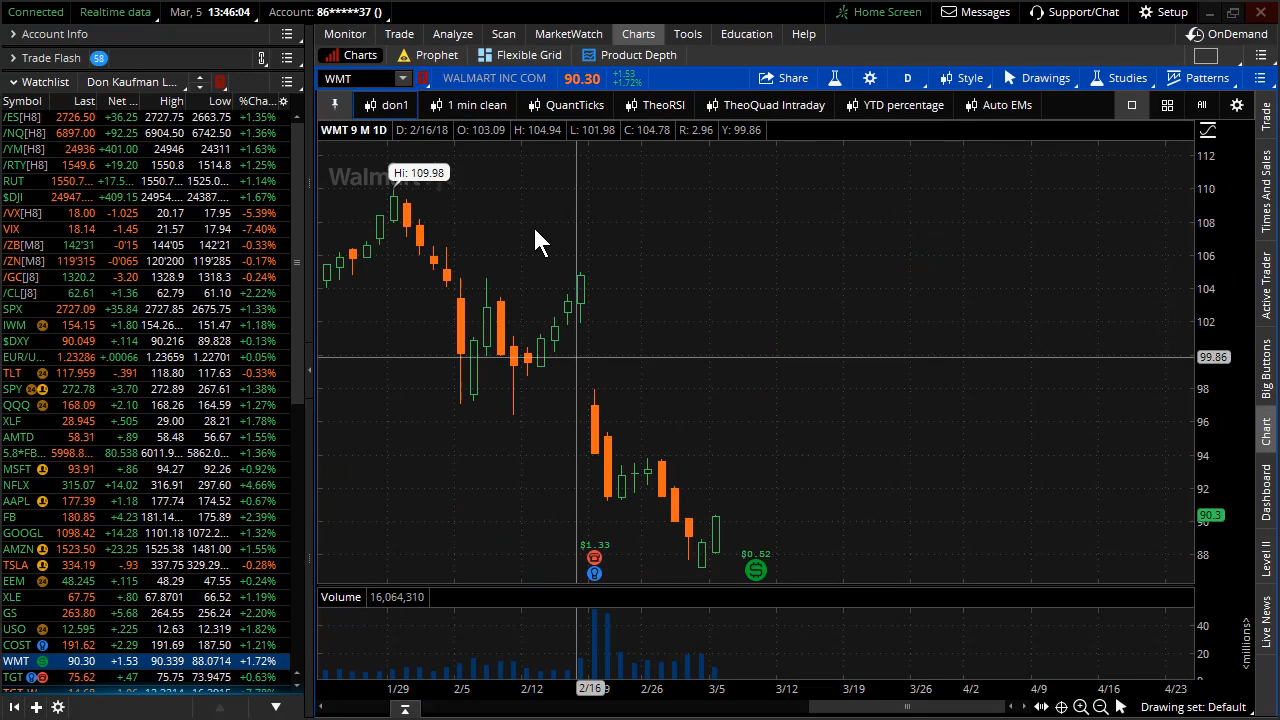 Connected Realtime data Mar, 5 13:46:04 Account: 86*****37 () Home Screen Messages Support/Chat Setup
Account Info Monitor Trade Analyze Scan MarketWatch Charts Tools Education Help OnDemand
Trade Flash 58 Charts Prophet Flexible Grid Product Depth
Watchlist Don Kaufman L... WMT WALMART INC COM 90.30 +1.53 +1.72% Share D Style Drawings Studies Patterns
Symbol Last Net ... High Low %Cha... don1 1 min clean QuantTicks TheoRSI TheoQuad Intraday YTD percentage Auto EMs
WMT 9 M 1D D: 2/16/18 O: 103.09 H: 104.94 L: 101.98 C: 104.78 R: 2.96 Y: 99.86
/ES[H8] 2726.50 +36.25 2727.75 2663.75 +1.35%
/NQ[H8] 6897.00 +92.25 6904.50 6742.50 +1.36%
/YM[H8] 24936 +401.00 24946 24311 +1.63%
/RTY[H8] 1549.6 +19.20 1550.8 1514.8 +1.25%
RUT 1550.7... +17.5... 1550.7... 1525.0... +1.14%
$DJI 24947.... +409.15 24954.... 24387.... +1.67%
/VX[H8] 18.00 -1.025 20.17 17.95 -5.39%
VIX 18.14 -1.45 21.57 17.94 -7.40%
/ZB[M8] 142'31 -0'15 144'05 142'21 -0.33%
/ZN[M8] 119'315 -0'065 120'200 119'285 -0.17%
/GC[J8] 1320.2 -3.20 1328.9 1318.3 -0.24%
/CL[J8] 62.61 +1.36 62.79 61.10 +2.22%
SPX 2727.09 +35.84 2727.85 2675.75 +1.33%
IWM 24 154.15 +1.80 154.26... 151.47 +1.18%
$DXY 90.049 +.114 90.216 89.638 +0.13%
EUR/U... 1.23286 +.00066 1.23659 1.22701 +0.05%
TLT 24 117.959 -.391 118.80 117.63 -0.33%
SPY 24 272.78 +3.70 272.89 267.61 +1.38%
QQQ 24 168.09 +2.10 168.26 164.59 +1.27%
XLF 28.945 +.505 29.00 28.21 +1.78%
AMTD 58.31 +.89 58.48 56.67 +1.55%
5.8*FB... 5998.8... 80.538 6011.9... 5862.0... +1.36%
MSFT 93.91 +.86 94.27 92.26 +0.92%
NFLX 315.07 +14.02 316.91 297.60 +4.66%
AAPL 177.39 +1.18 177.74 174.52 +0.67%
FB 180.85 +4.23 181.14... 175.89 +2.39%
GOOGL 1098.42 +14.28 1101.18 1072.2... +1.32%
AMZN 1523.50 +23.25 1525.38 1481.00 +1.55%
TSLA 334.19 -.93 337.75 329.29... -0.28%
EEM 48.245 +.115 48.29 47.55 +0.24%
XLE 67.75 +.80 67.8701 66.52 +1.19%
GS 263.80 +5.68 264.55 256.24 +2.20%
USO 24 12.595 +.225 12.63 12.319 +1.82%
COST 191.62 +2.29 191.69 187.50 +1.21%
WMT 90.30 +1.53 90.339 88.0714 +1.72%
TGT 75.62 +.47 75.75 73.9475 +0.63%
Walmart
Hi: 109.98
112
110
108
106
104
102
99.86
98
96
94
92
90.3
90
88
$1.33 $0.52
Volume 16,064,310
40
20
<millions>
1/29 2/5 2/12 2/16 2/26 3/5 3/12 3/19 3/26 4/2 4/9 4/16 4/23
Drawing set: Default
All
Trade
Times And Sales
Active Trader
Big Buttons
Chart
Dashboard
Level II
Live News